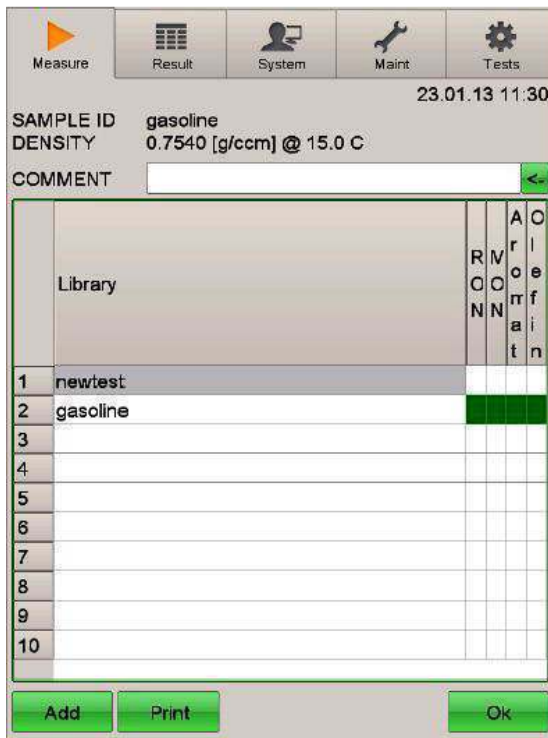 Measure Result System Maint Tests
23.01.13 11:30
SAMPLE ID gasoline
DENSITY 0.7540 [g/ccm] @ 15.0 C
COMMENT <-
Library RON MON Aromat Olefin
1 newtest
2 gasoline
3
4
5
6
7
8
9
10
Add Print Ok